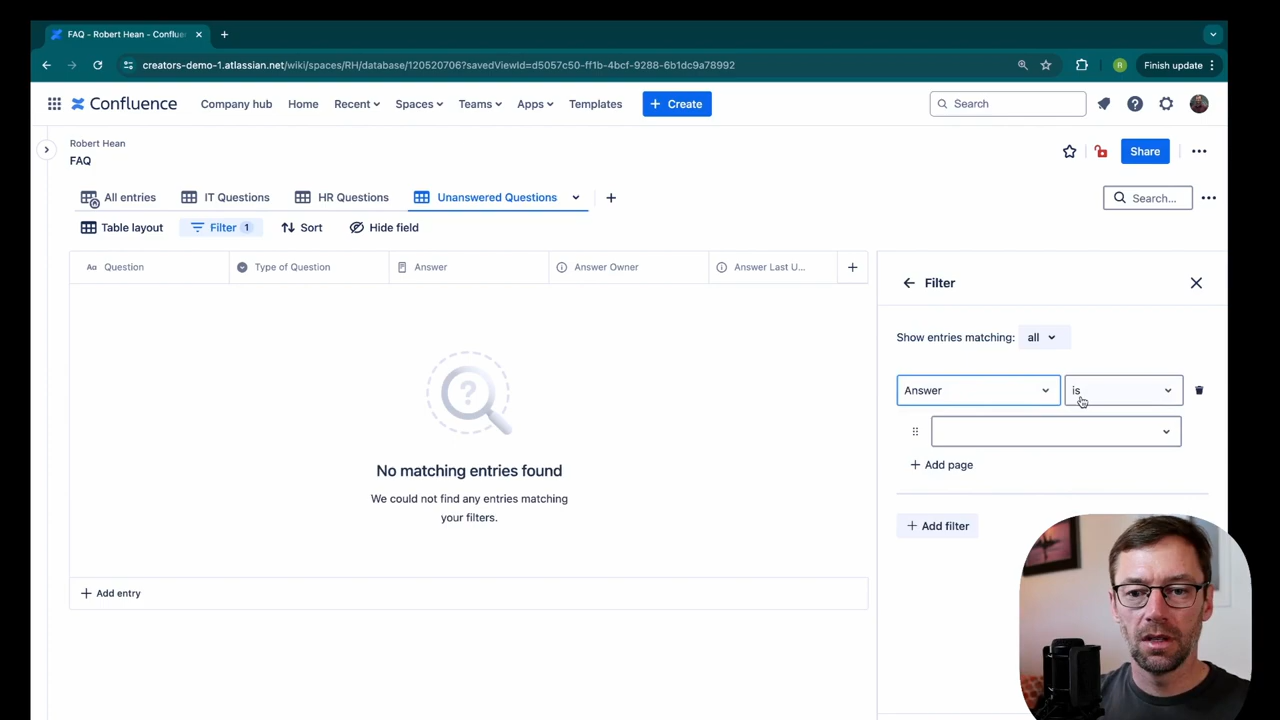 FAQ - Robert Hean - Conflue
creators-demo-1.atlassian.net/wiki/spaces/RH/database/120520706?savedViewId=d5057c50-ff1b-4bcf-9288-6b1dc9a78992
R
Finish update
Confluence
Company hub
Home
Recent
Spaces
Teams
Apps
Templates
+ Create
Search
Robert Hean
FAQ
Share
All entries
IT Questions
HR Questions
Unanswered Questions
Search...
Table layout
Filter 1
Sort
Hide field
Aa Question
Type of Question
Answer
Answer Owner
Answer Last U...
Filter
Show entries matching: all
Answer
is
+ Add page
+ Add filter
?
No matching entries found
We could not find any entries matching
your filters.
+ Add entry